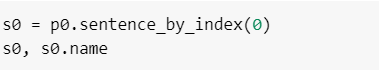 s0 = p0.sentence_by_index(0)
s0, s0.name